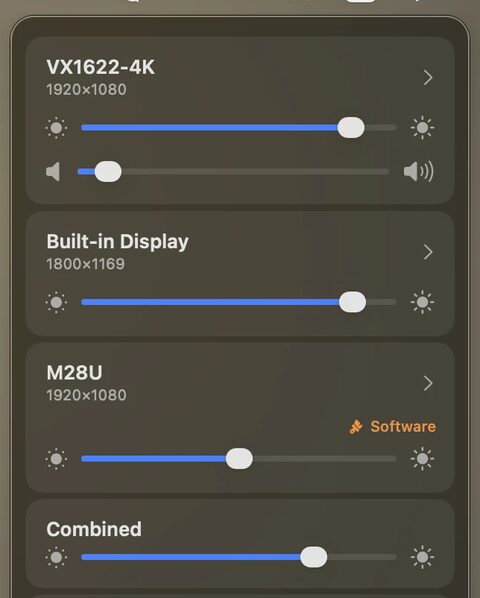 VX1622-4K
1920×1080
Built-in Display
1800×1169
M28U
1920×1080
Software
Combined